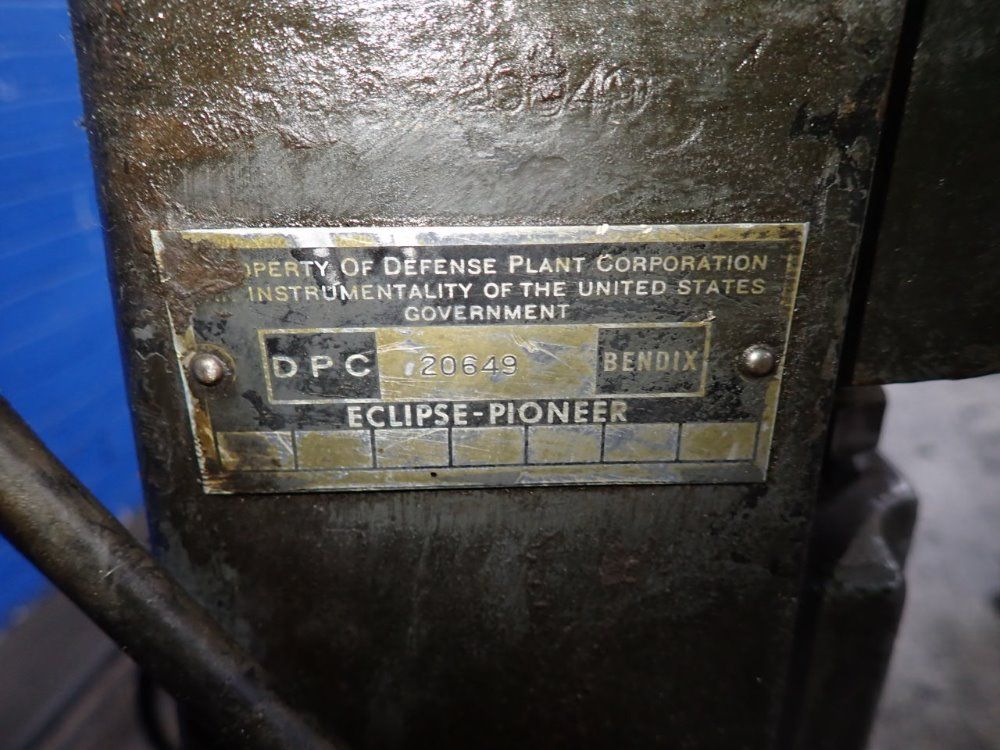 OPERTY OF DEFENSE PLANT CORPORATION
INSTRUMENTALITY OF THE UNITED STATES
GOVERNMENT
DPC 20649 BENDIX
ECLIPSE-PIONEER